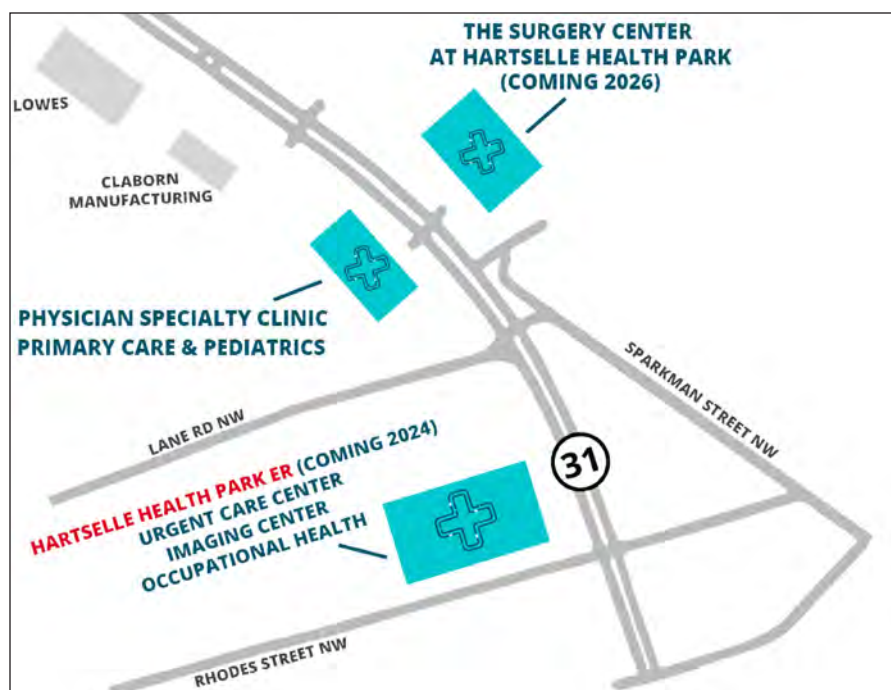 THE SURGERY CENTER
AT HARTSELLE HEALTH PARK
(COMING 2026)
LOWES
CLABORN
MANUFACTURING
PHYSICIAN SPECIALTY CLINIC
PRIMARY CARE & PEDIATRICS
SPARKMAN STREET NW
LANE RD NW
31
HARTSELLE HEALTH PARK ER (COMING 2024)
URGENT CARE CENTER
IMAGING CENTER
OCCUPATIONAL HEALTH
RHODES STREET NW